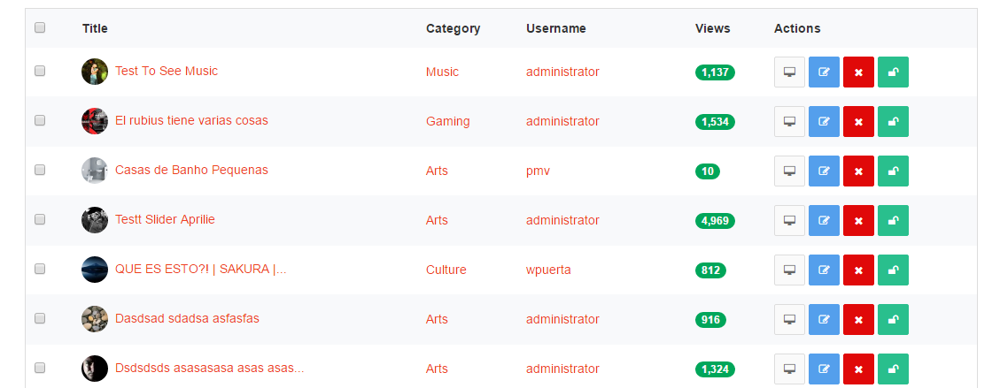 Title Category Username Views Actions
Test To See Music Music administrator 1,137
El rubius tiene varias cosas Gaming administrator 1,534
Casas de Banho Pequenas Arts pmv 10
Testt Slider Aprilie Arts administrator 4,969
QUE ES ESTO?! | SAKURA |... Culture wpuerta 812
Dasdsad sdadsa asfasfas Arts administrator 916
Dsdsdsds asasasasa asas asas... Arts administrator 1,324